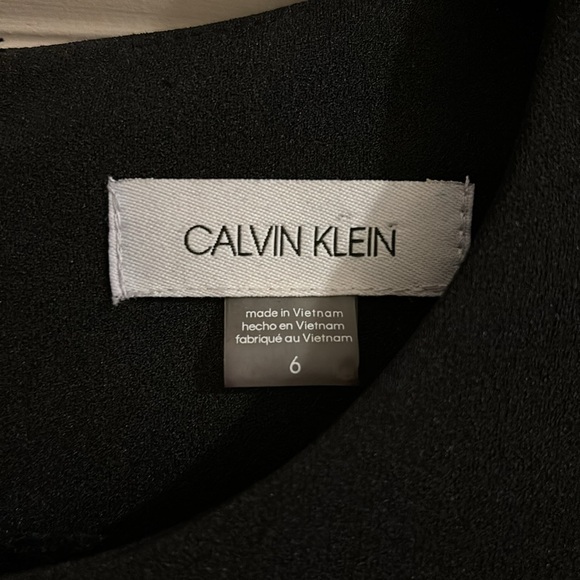 CALVIN KLEIN
made in Vietnam
hecho en Vietnam
fabriqué au Vietnam
6